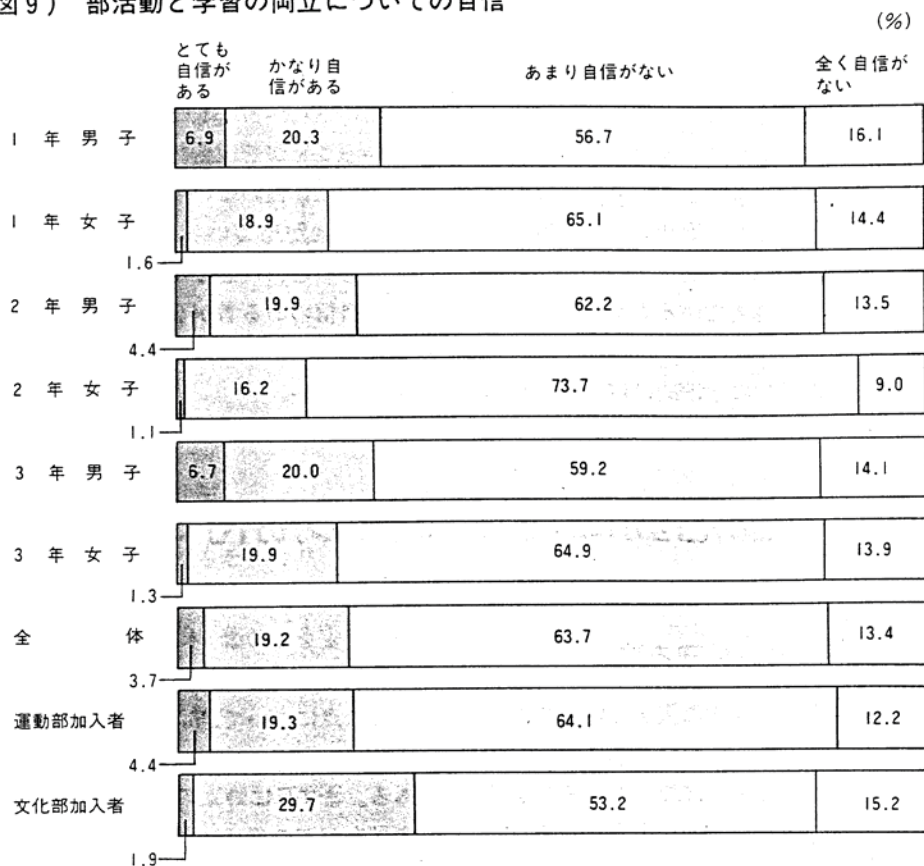 図9） 部活動と学習の両立についての自信
(%)
とても
自信が
ある
かなり自
信がある
あまり自信がない
全く自信が
ない
1年男子 6.9 20.3 56.7 16.1
1年女子 1.6 18.9 65.1 14.4
2年男子 4.4 19.9 62.2 13.5
2年女子 1.1 16.2 73.7 9.0
3年男子 6.7 20.0 59.2 14.1
3年女子 1.3 19.9 64.9 13.9
全体 3.7 19.2 63.7 13.4
運動部加入者 4.4 19.3 64.1 12.2
文化部加入者 1.9 29.7 53.2 15.2